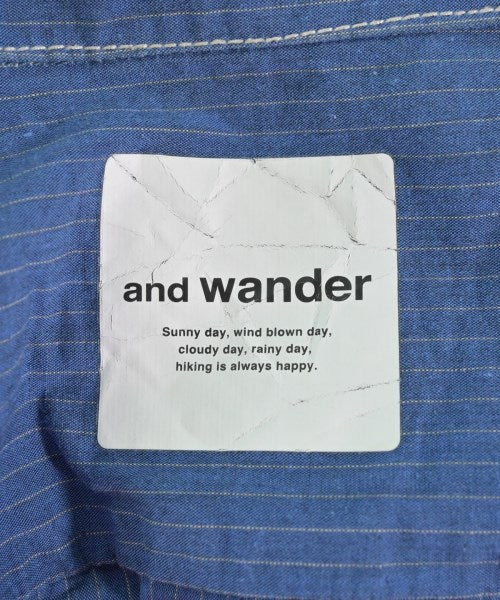 and wander
Sunny day, wind blown day,
cloudy day, rainy day,
hiking is always happy.